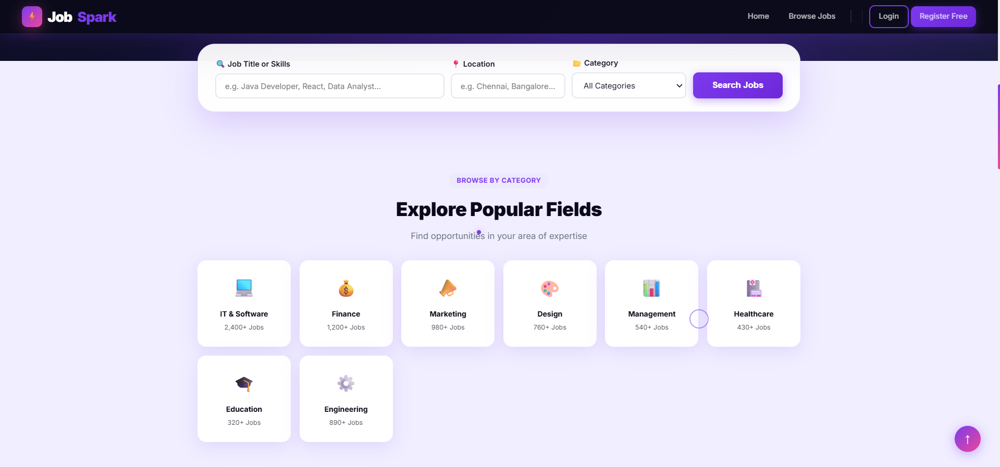 Job Spark
Home
Browse Jobs
Login
Register Free
Job Title or Skills
Location
Category
e.g. Java Developer, React, Data Analyst...
e.g. Chennai, Bangalore...
All Categories
Search Jobs
BROWSE BY CATEGORY
Explore Popular Fields
Find opportunities in your area of expertise
IT & Software
2,400+ Jobs
Finance
1,200+ Jobs
Marketing
980+ Jobs
Design
760+ Jobs
Management
540+ Jobs
Healthcare
430+ Jobs
Education
320+ Jobs
Engineering
890+ Jobs
↑